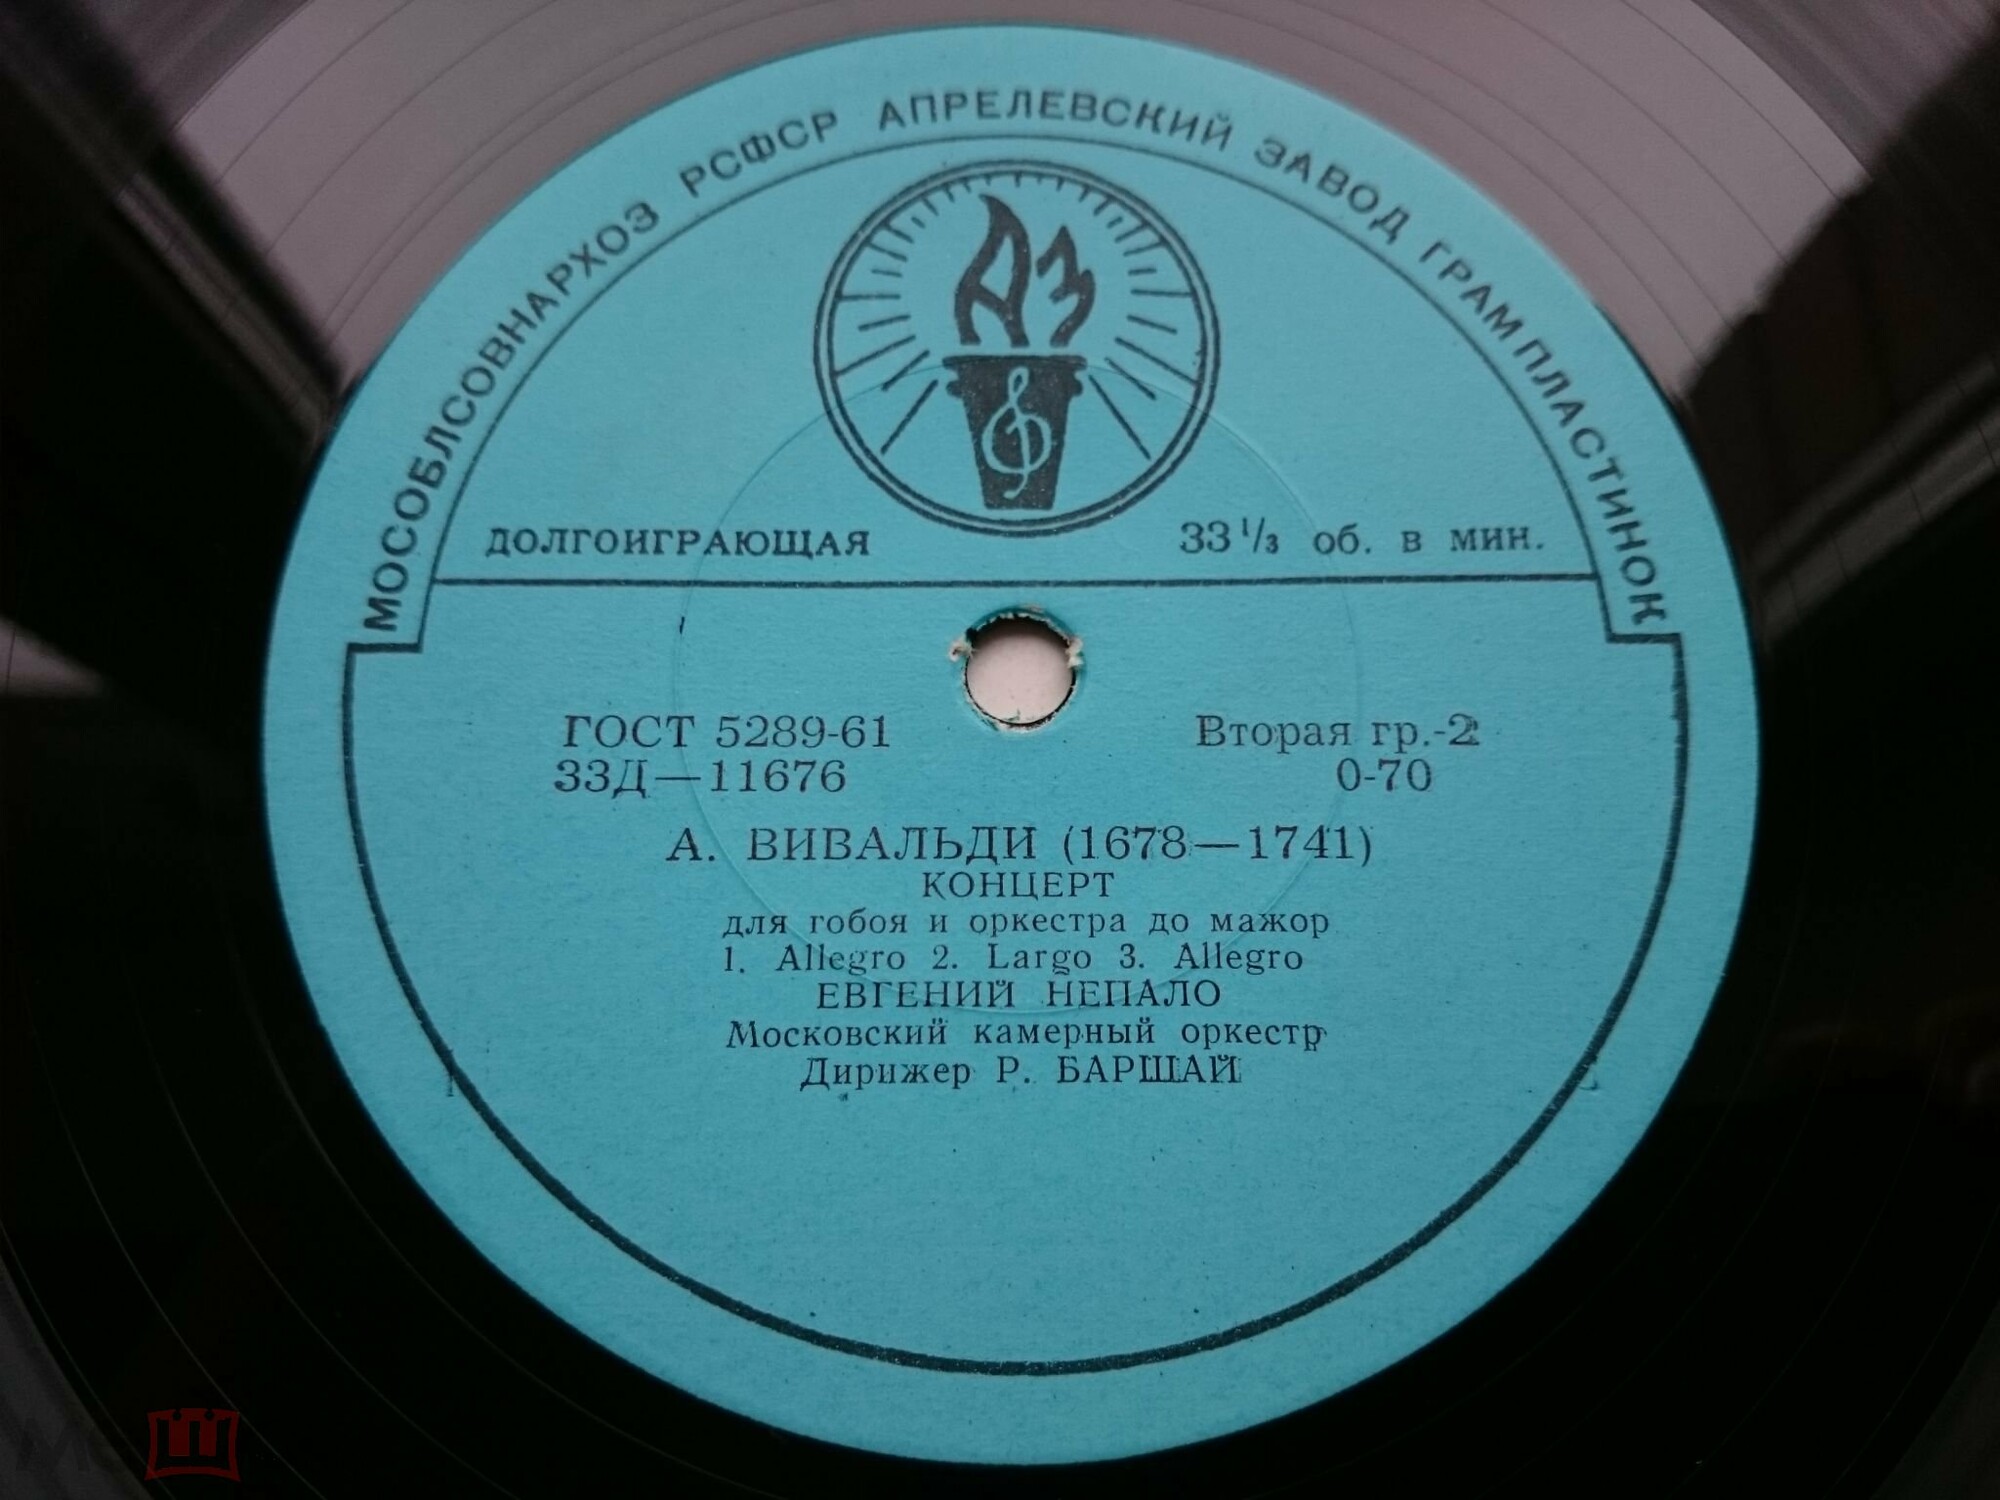 МОСОБЛСОВНАРХОЗ РСФСР АПРЕЛЕВСКИЙ ЗАВОД ГРАМПЛАСТИНОК
АЗ
ДОЛГОИГРАЮЩАЯ 33 1/3 об. в мин.
ГОСТ 5289-61 Вторая гр.-2
33Д—11676 0-70
А. ВИВАЛЬДИ (1678—1741)
КОНЦЕРТ
для гобоя и оркестра до мажор
1. Allegro 2. Largo 3. Allegro
ЕВГЕНИЙ НЕПАЛО
Московский камерный оркестр
Дирижер Р. БАРШАЙ